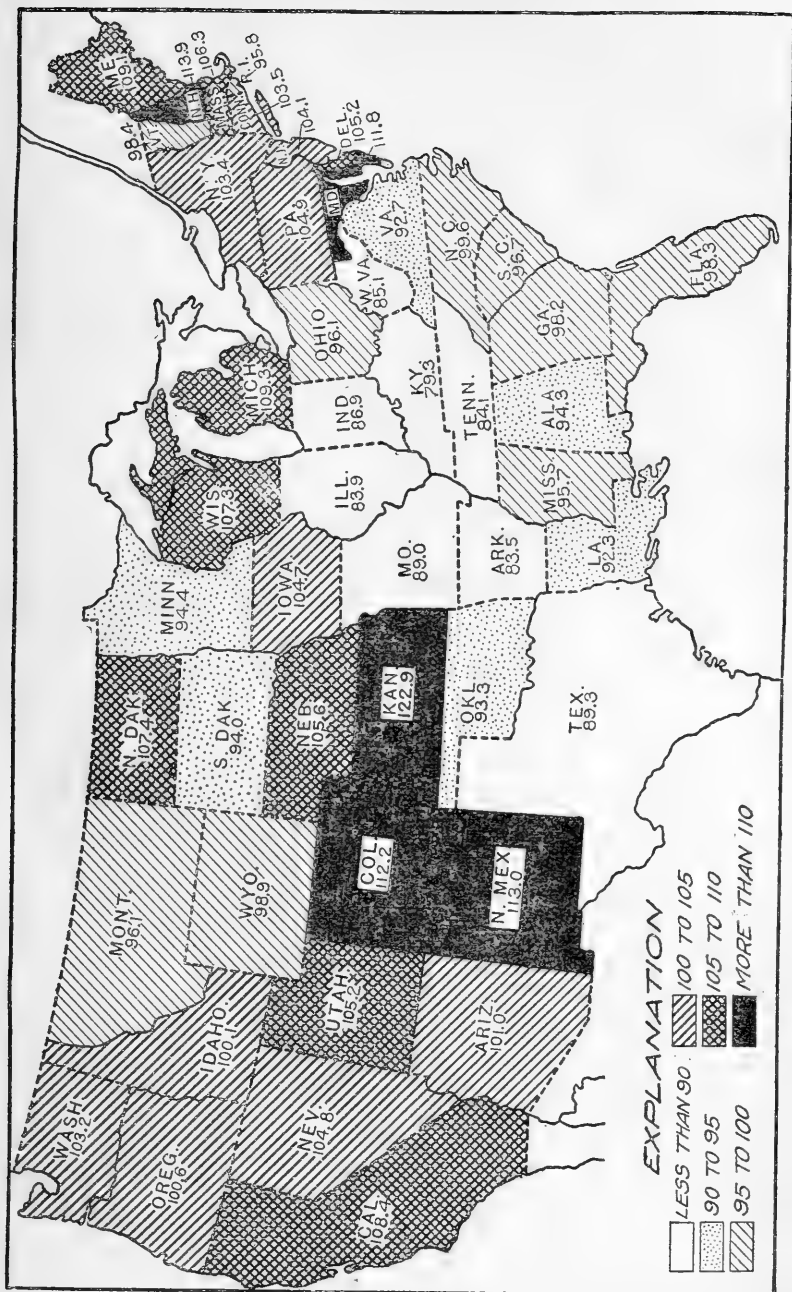 WASH.
103.2
OREG.
100.6
CAL.
108.4
IDAHO.
100.1
NEV.
104.8
UTAH.
105.2
ARIZ.
101.0
MONT.
96.1
WYO.
98.9
COL.
112.2
N. MEX
113.0
N. DAK.
107.4
S. DAK
94.0
NEB.
105.6
KAN.
122.9
OKL.
93.3
TEX.
89.3
MINN
94.4
IOWA
104.7
MO.
89.0
ARK.
83.5
LA.
92.3
WIS.
107.3
MICH.
109.3
ILL.
83.9
IND.
86.9
OHIO
96.1
KY.
79.3
TENN.
84.1
MISS.
95.7
ALA
94.3
GA.
98.2
FLA.
98.3
S. C.
96.7
N. C.
99.6
VA.
92.7
W. VA.
85.1
MD.
111.8
DEL.
105.2
PA.
104.9
N.J.
104.1
N. Y.
103.4
CONN.
103.5
R. I.
95.8
MASS.
106.3
VT.
98.4
N.H.
113.9
ME.
109.1
EXPLANATION
LESS THAN 90
90 TO 95
95 TO 100
100 TO 105
105 TO 110
MORE THAN 110